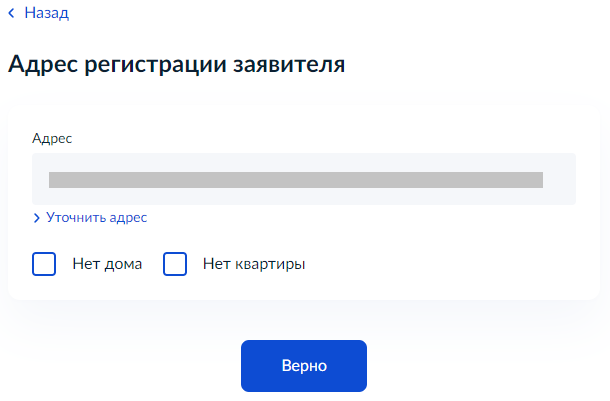 Назад
Адрес регистрации заявителя
Адрес
Уточнить адрес
Нет дома Нет квартиры
Верно